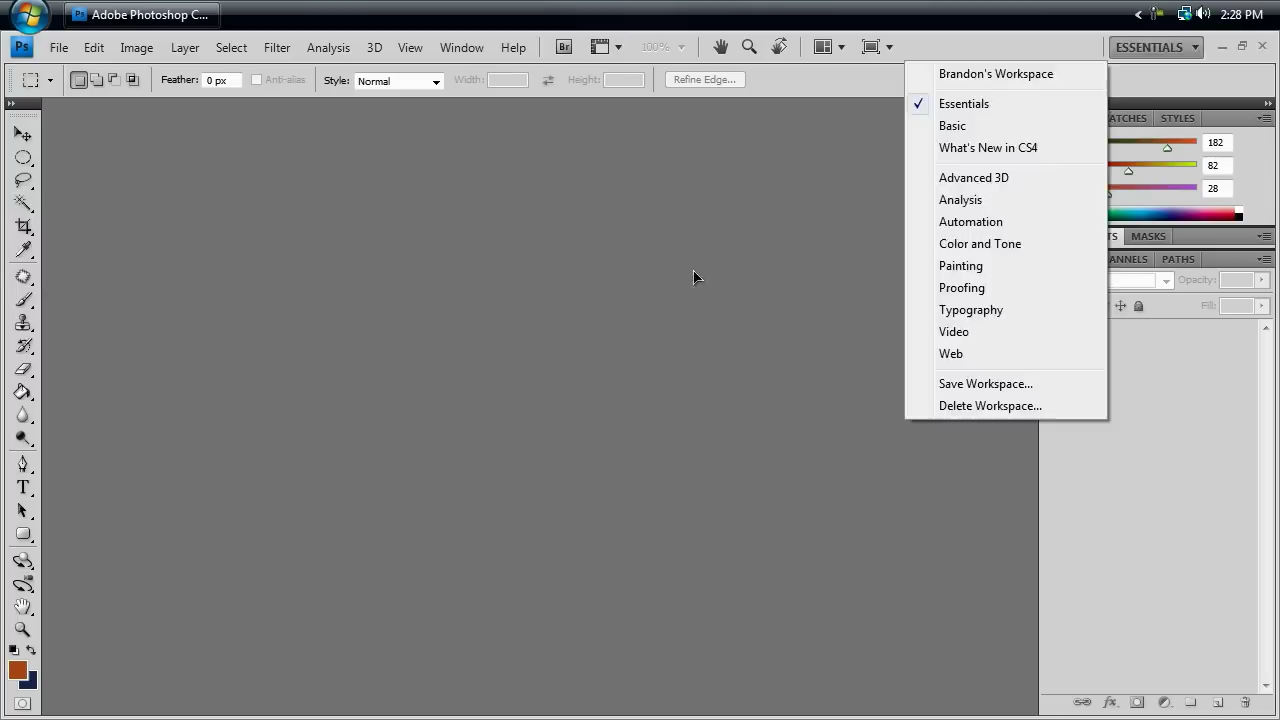 Adobe Photoshop C...
2:28 PM
Ps File Edit Image Layer Select Filter Analysis 3D View Window Help Br 100% ESSENTIALS
Feather: 0 px Anti-alias Style: Normal Width: Height: Refine Edge...
Brandon's Workspace
Essentials
Basic
What's New in CS4
Advanced 3D
Analysis
Automation
Color and Tone
Painting
Proofing
Typography
Video
Web
Save Workspace...
Delete Workspace...
ATCHES STYLES
182
82
28
TS MASKS
ANNELS PATHS
Opacity:
Fill:
T
fx